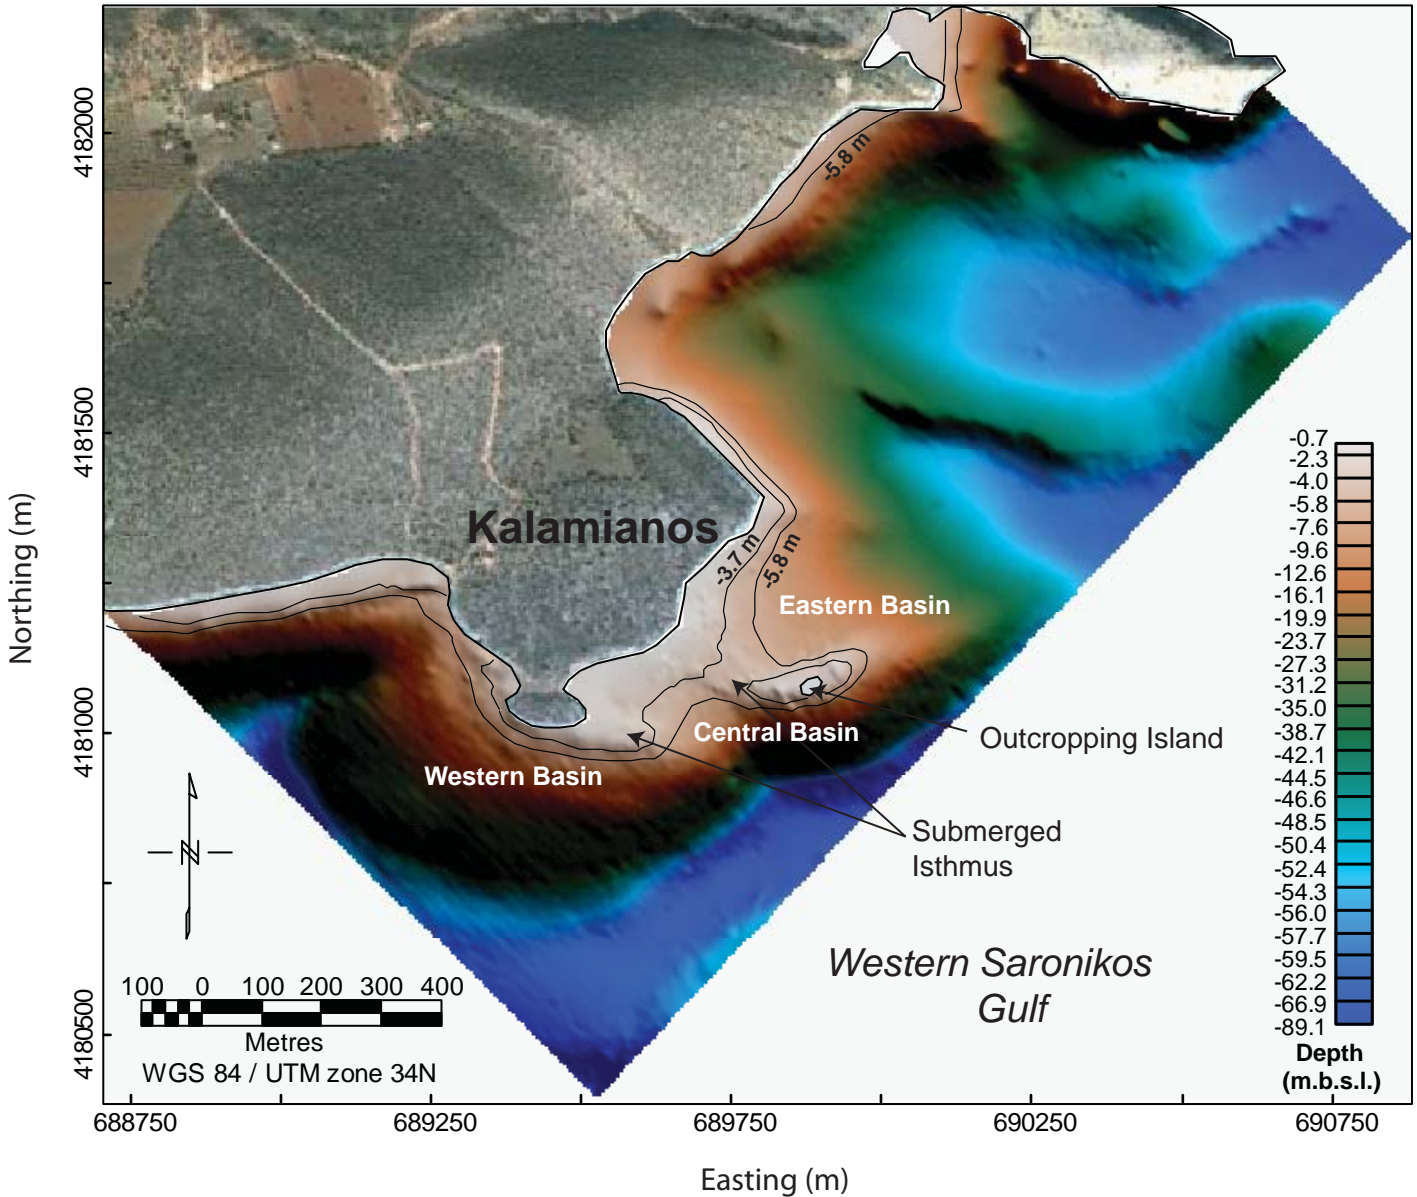 Northing (m)
4182000
4181500
4181000
4180500
-5.8 m
Kalamianos
-3.7 m
-5.8 m
Eastern Basin
Central Basin
Western Basin
Outcropping Island
Submerged
Isthmus
Western Saronikos
Gulf
N
100 0 100 200 300 400
Metres
WGS 84 / UTM zone 34N
-0.7
-2.3
-4.0
-5.8
-7.6
-9.6
-12.6
-16.1
-19.9
-23.7
-27.3
-31.2
-35.0
-38.7
-42.1
-44.5
-46.6
-48.5
-50.4
-52.4
-54.3
-56.0
-57.7
-59.5
-62.2
-66.9
-89.1
Depth
(m.b.s.l.)
688750 689250 689750 690250 690750
Easting (m)